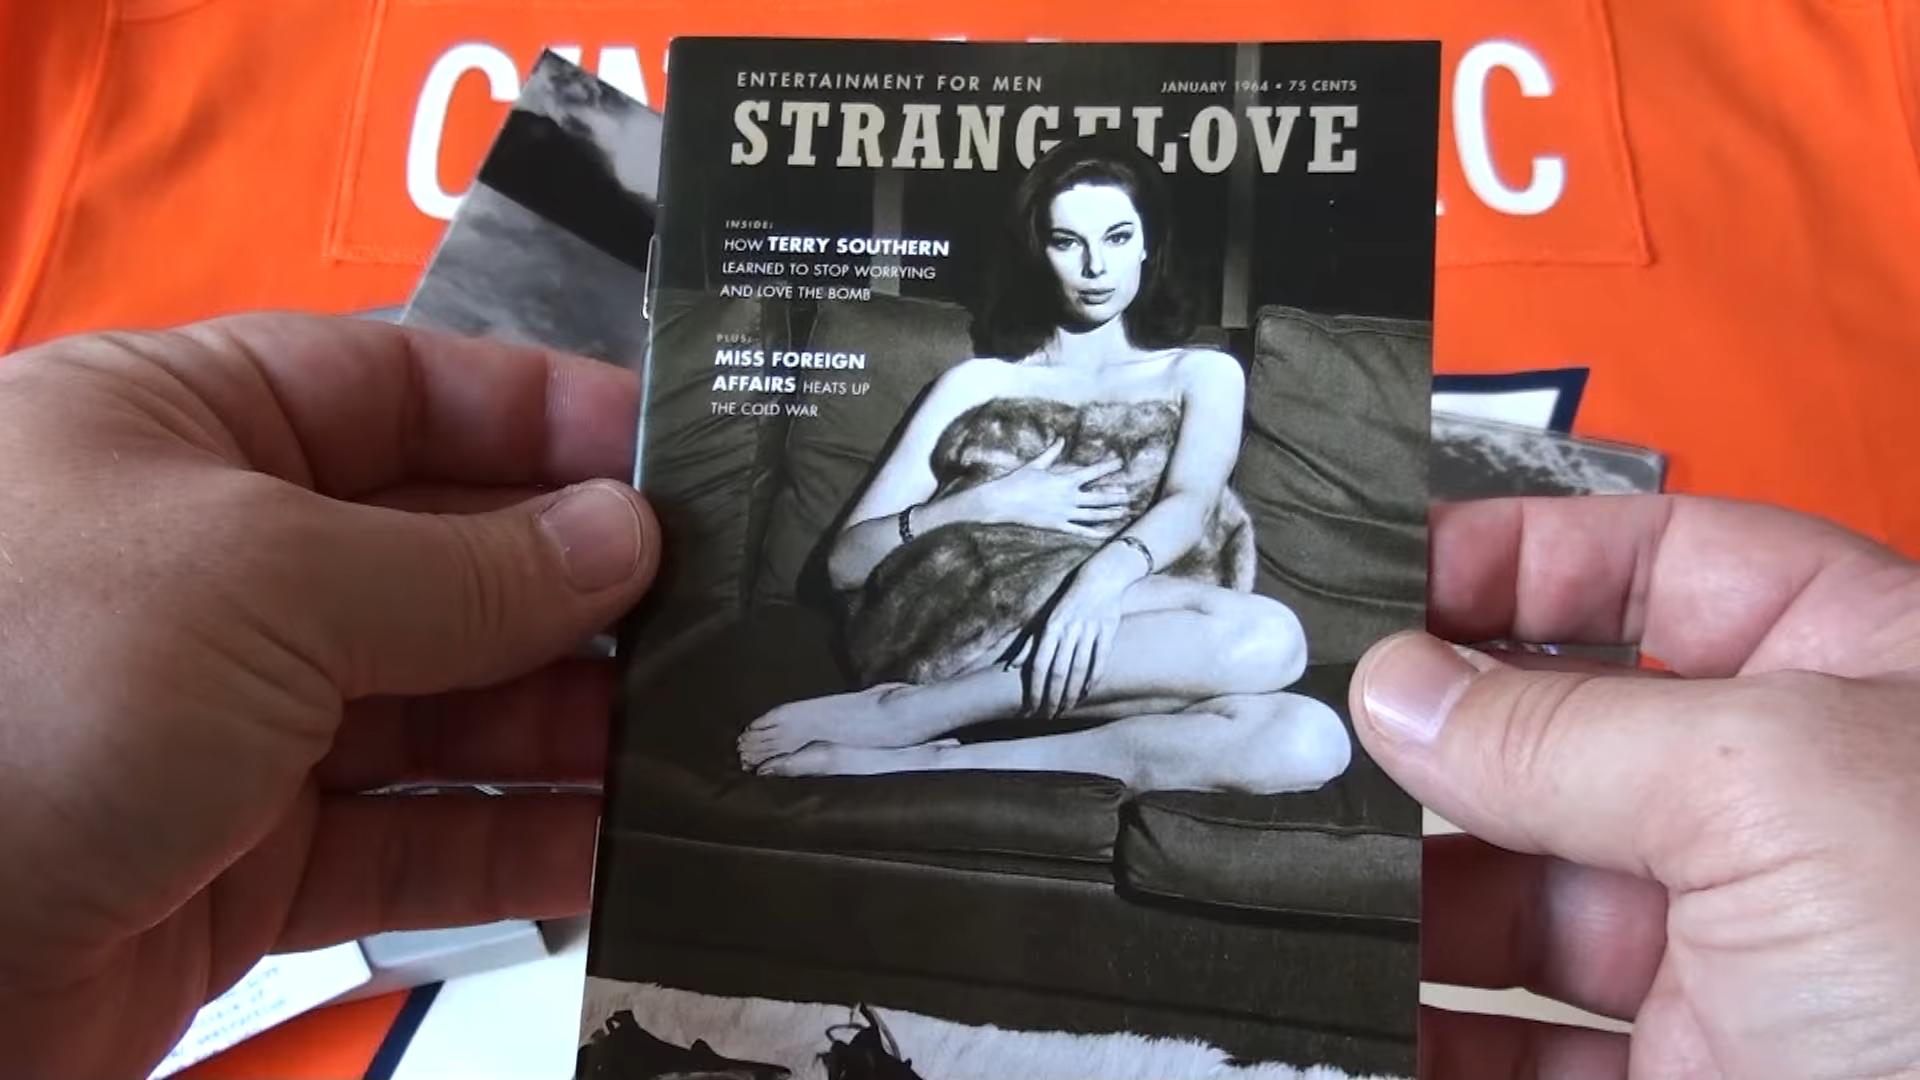 ENTERTAINMENT FOR MEN
JANUARY 1964 • 75 CENTS
STRANGELOVE
INSIDE:
HOW TERRY SOUTHERN
LEARNED TO STOP WORRYING
AND LOVE THE BOMB
PLUS:
MISS FOREIGN
AFFAIRS HEATS UP
THE COLD WAR